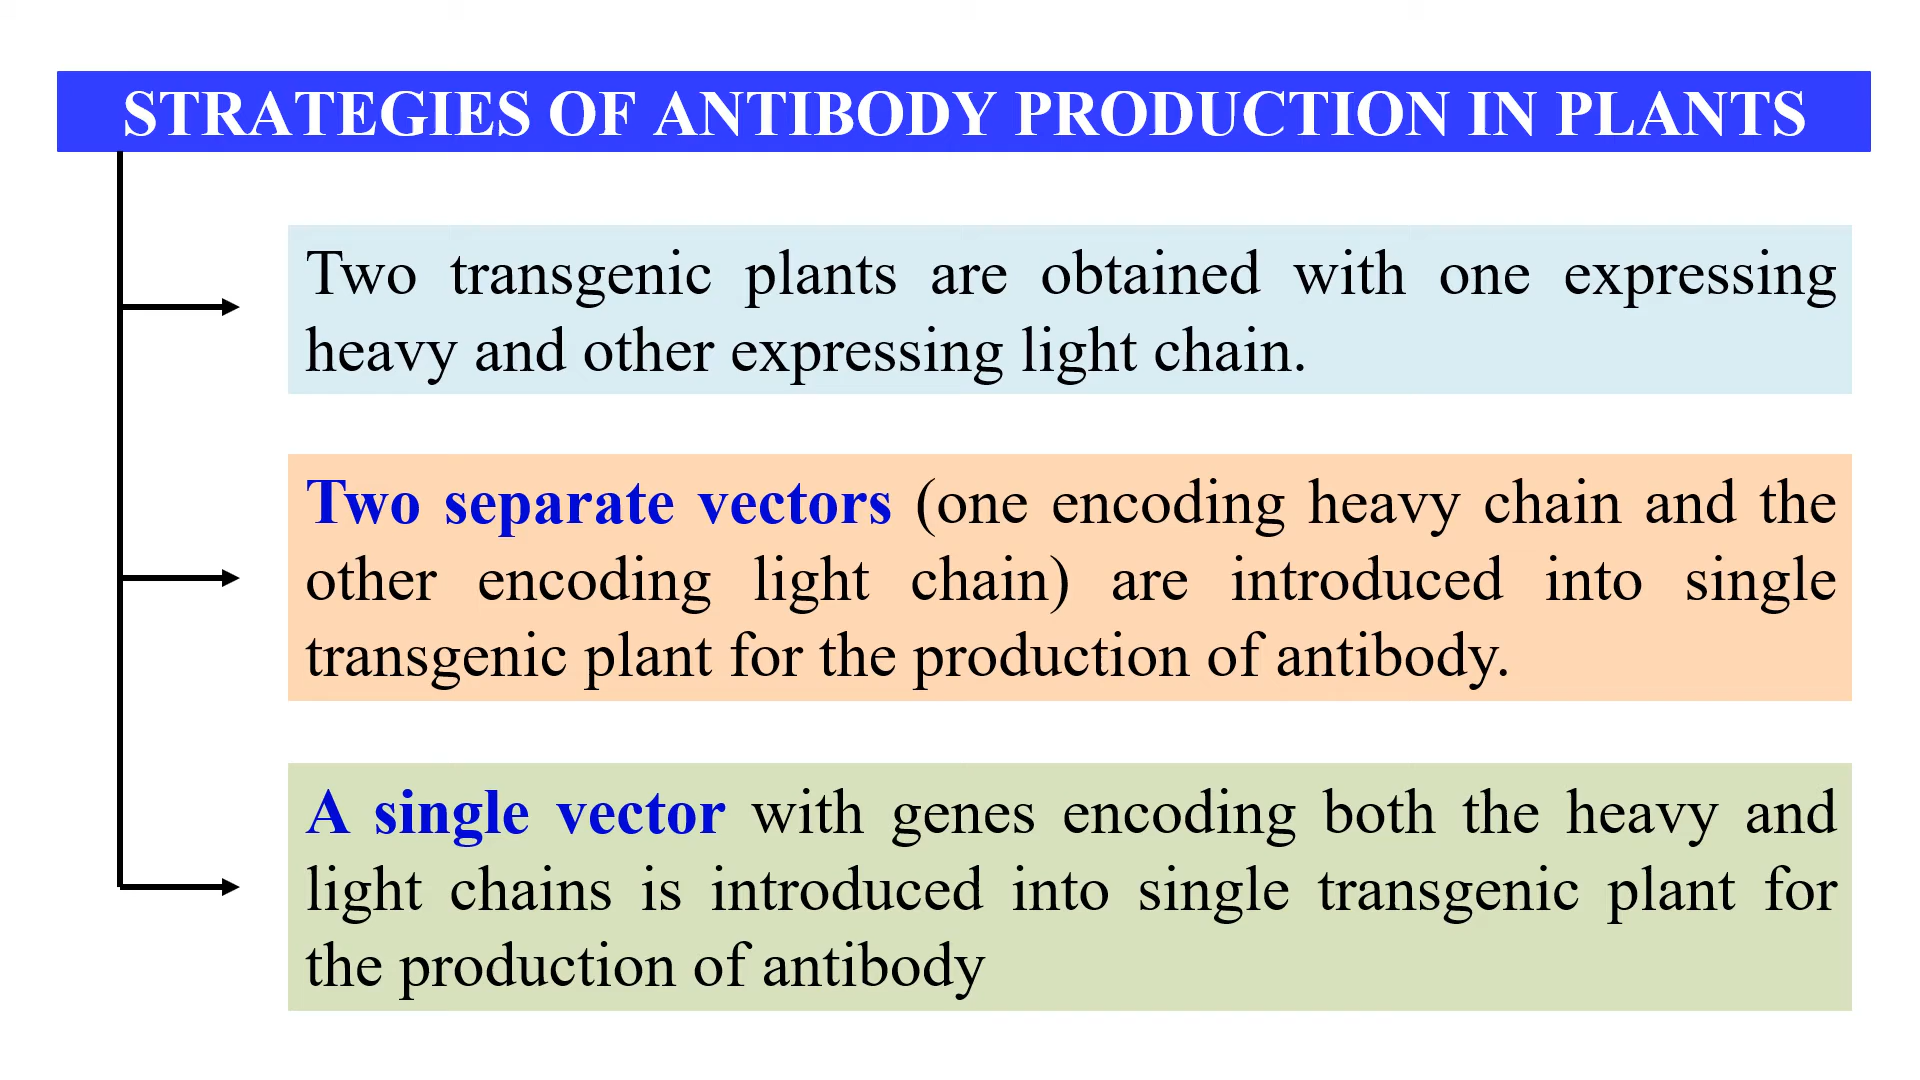 STRATEGIES OF ANTIBODY PRODUCTION IN PLANTS
Two transgenic plants are obtained with one expressing
heavy and other expressing light chain.
Two separate vectors (one encoding heavy chain and the
other encoding light chain) are introduced into single
transgenic plant for the production of antibody.
A single vector with genes encoding both the heavy and
light chains is introduced into single transgenic plant for
the production of antibody